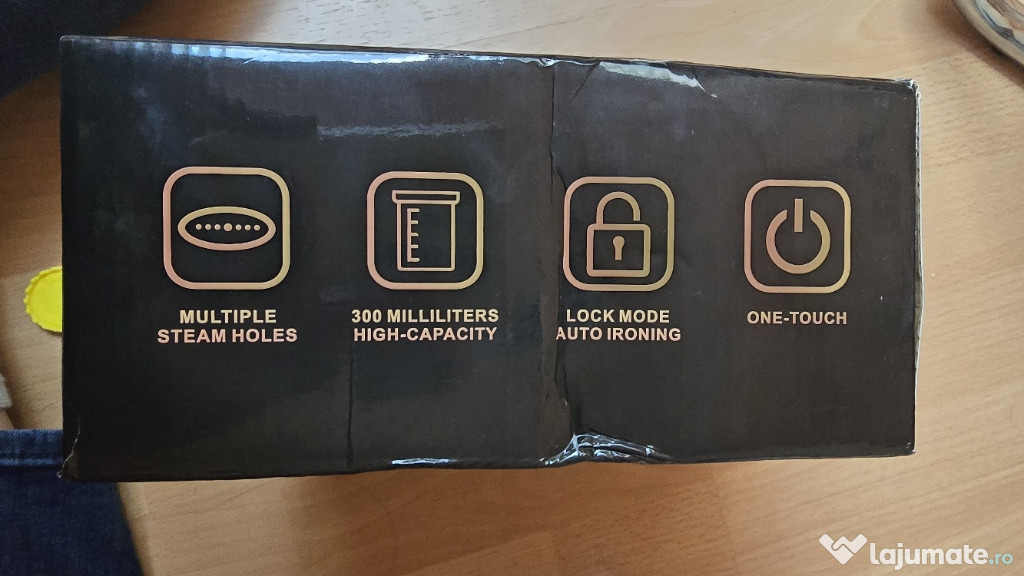 MULTIPLE
STEAM HOLES
300 MILLILITERS
HIGH-CAPACITY
LOCK MODE
AUTO IRONING
ONE-TOUCH
lajumate.ro